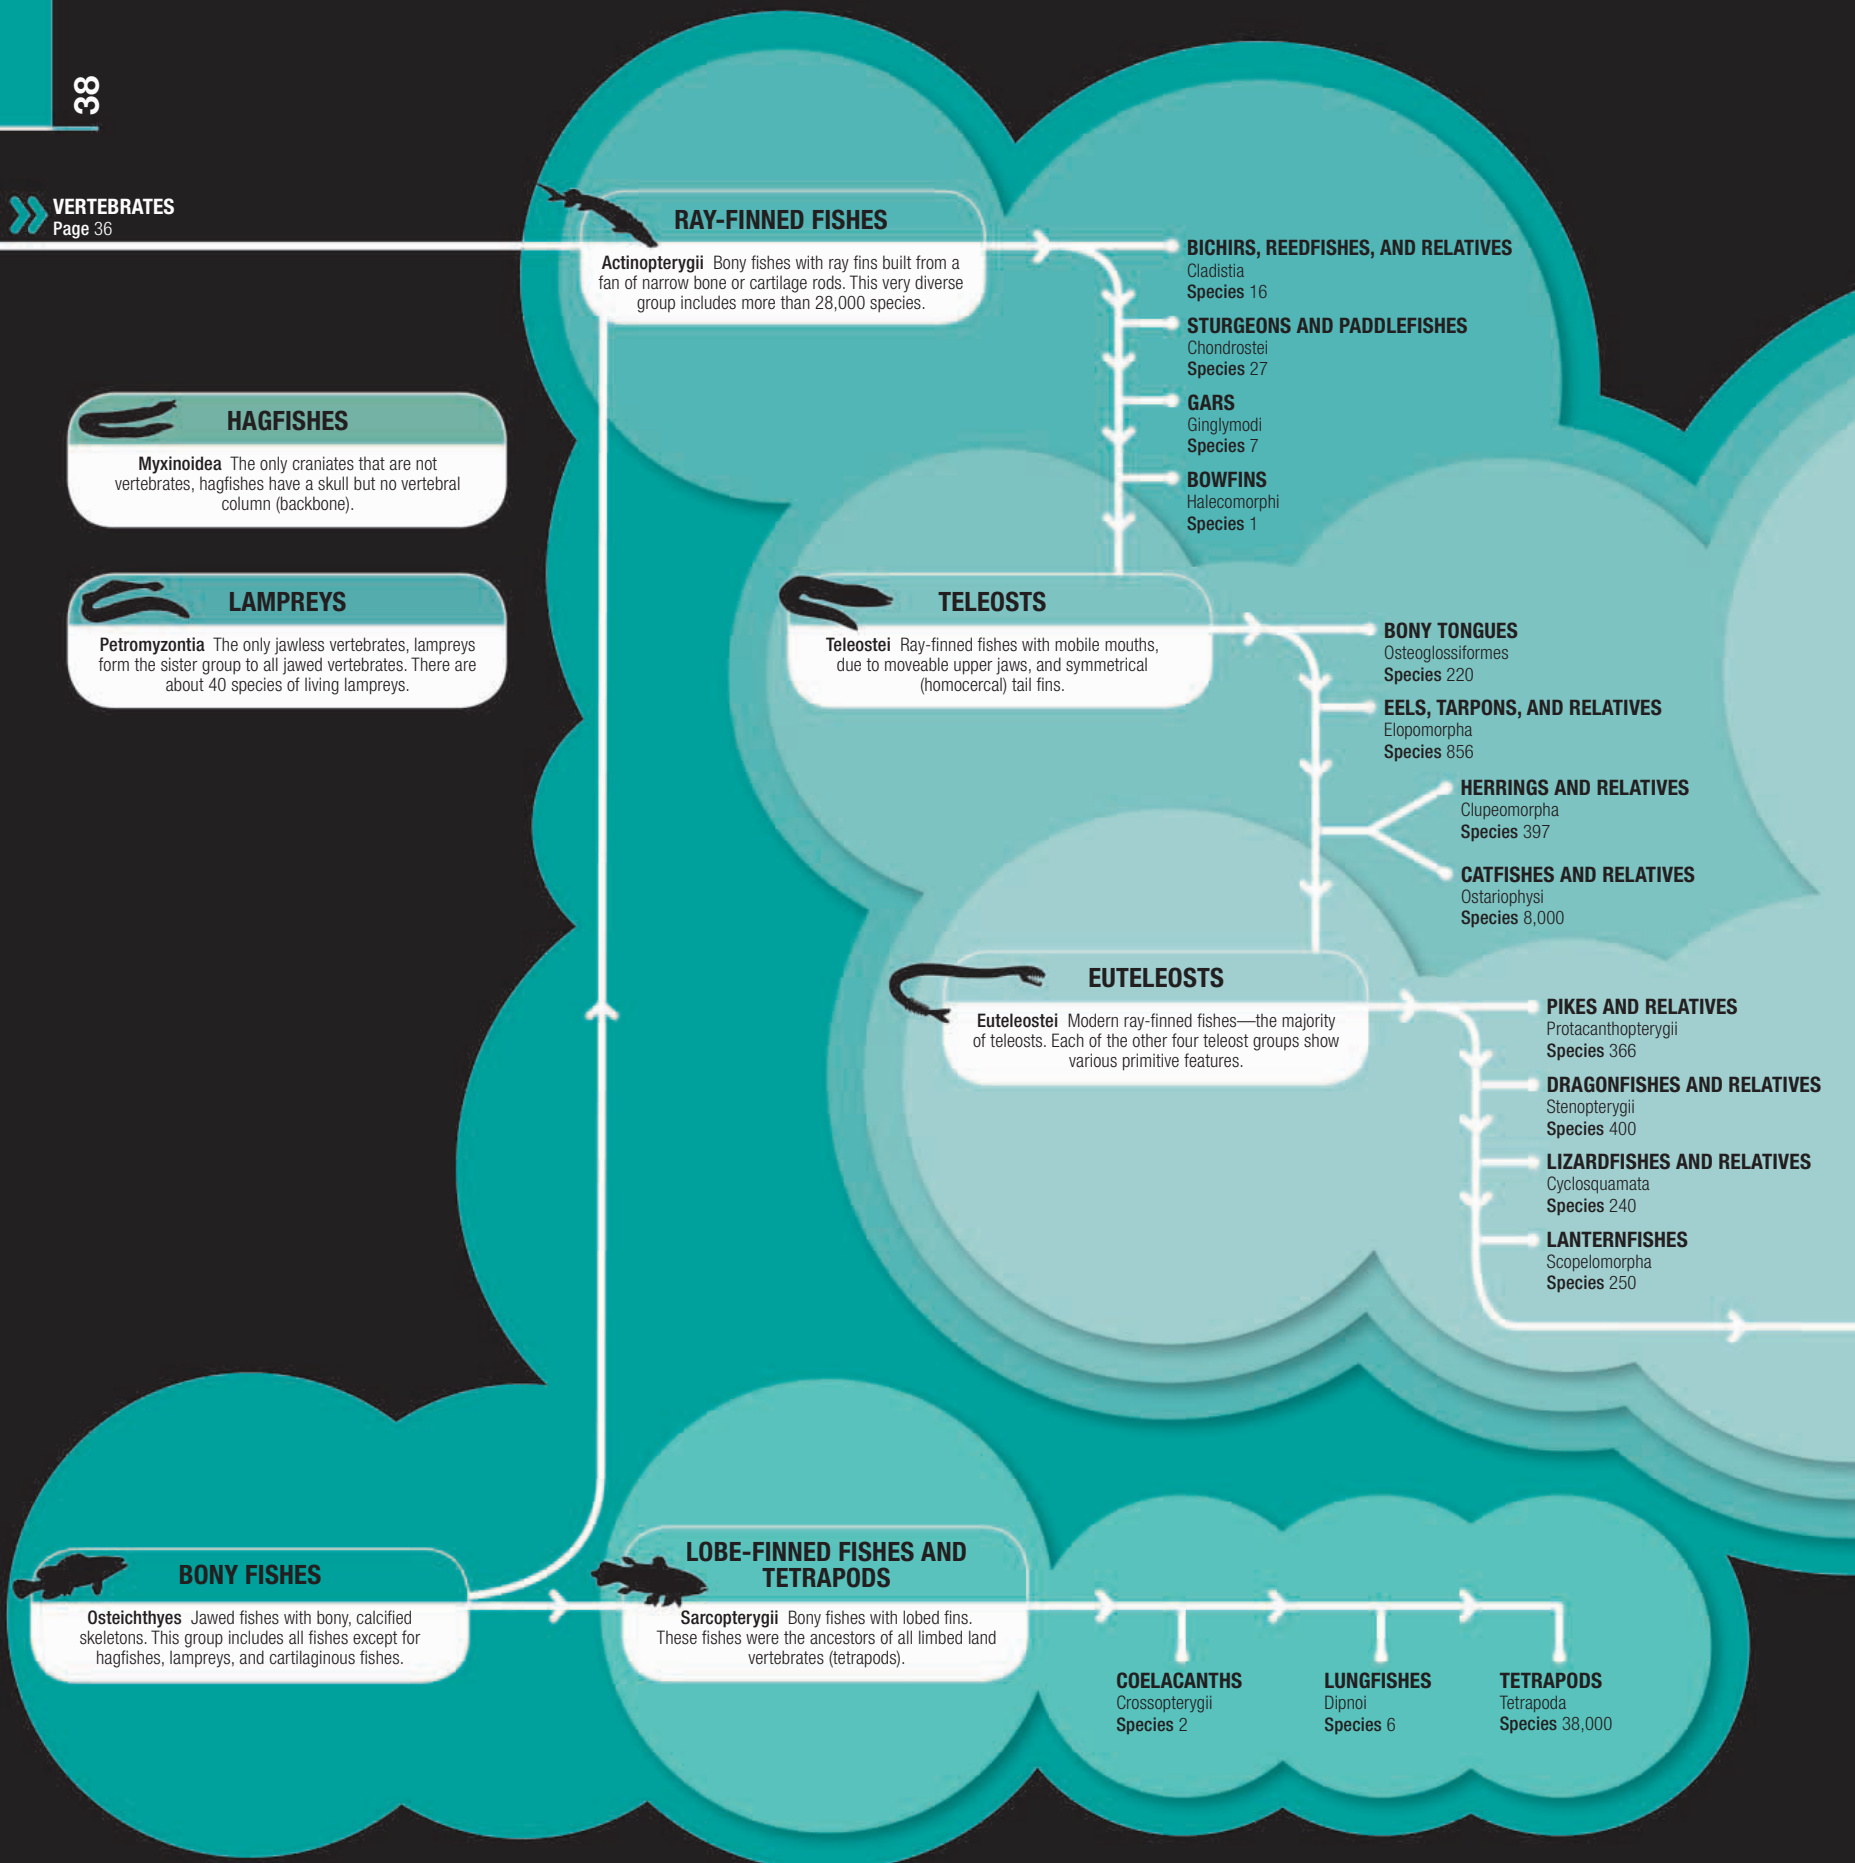 38
VERTEBRATES
Page 36
RAY-FINNED FISHES
Actinopterygii Bony fishes with ray fins built from a
fan of narrow bone or cartilage rods. This very diverse
group includes more than 28,000 species.
BICHIRS, REEDFISHES, AND RELATIVES
Cladistia
Species 16
STURGEONS AND PADDLEFISHES
Chondrostei
Species 27
GARS
Ginglymodi
Species 7
BOWFINS
Halecomorphi
Species 1
HAGFISHES
Myxinoidea The only craniates that are not
vertebrates, hagfishes have a skull but no vertebral
column (backbone).
LAMPREYS
Petromyzontia The only jawless vertebrates, lampreys
form the sister group to all jawed vertebrates. There are
about 40 species of living lampreys.
TELEOSTS
Teleostei Ray-finned fishes with mobile mouths,
due to moveable upper jaws, and symmetrical
(homocercal) tail fins.
BONY TONGUES
Osteoglossiformes
Species 220
EELS, TARPONS, AND RELATIVES
Elopomorpha
Species 856
HERRINGS AND RELATIVES
Clupeomorpha
Species 397
CATFISHES AND RELATIVES
Ostariophysi
Species 8,000
EUTELEOSTS
Euteleostei Modern ray-finned fishes—the majority
of teleosts. Each of the other four teleost groups show
various primitive features.
PIKES AND RELATIVES
Protacanthopterygii
Species 366
DRAGONFISHES AND RELATIVES
Stenopterygii
Species 400
LIZARDFISHES AND RELATIVES
Cyclosquamata
Species 240
LANTERNFISHES
Scopelomorpha
Species 250
BONY FISHES
Osteichthyes Jawed fishes with bony, calcified
skeletons. This group includes all fishes except for
hagfishes, lampreys, and cartilaginous fishes.
LOBE-FINNED FISHES AND
TETRAPODS
Sarcopterygii Bony fishes with lobed fins.
These fishes were the ancestors of all limbed land
vertebrates (tetrapods).
COELACANTHS
Crossopterygii
Species 2
LUNGFISHES
Dipnoi
Species 6
TETRAPODS
Tetrapoda
Species 38,000